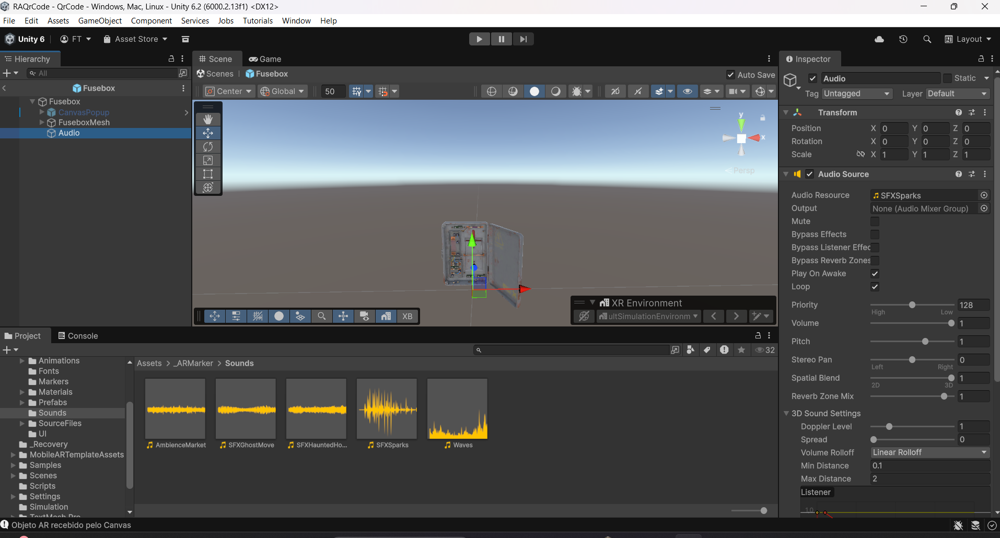 RAQrCode - QrCode - Windows, Mac, Linux - Unity 6.2 (6000.2.13f1) <DX12>
File Edit Assets GameObject Component Services Jobs Tutorials Window Help
Unity 6 FT Asset Store Layout
Hierarchy
All
Fusebox
Fusebox
CanvasPopup
FuseboxMesh
Audio
Scene Game
Scenes Fusebox Auto Save
Center Global 50 2D
y
x
Persp
XR Environment
ultSimulationEnvironm
XB
Inspector
Audio Static
Tag Untagged Layer Default
Transform
Position X 0 Y 0 Z 0
Rotation X 0 Y 0 Z 0
Scale X 1 Y 1 Z 1
Audio Source
Audio Resource SFXSparks
Output None (Audio Mixer Group)
Mute
Bypass Effects
Bypass Listener Effec
Bypass Reverb Zones
Play On Awake
Loop
Priority 128
High Low
Volume 1
Pitch 1
Stereo Pan 0
Left Right
Spatial Blend 1
2D 3D
Reverb Zone Mix 1
3D Sound Settings
Doppler Level 1
Spread 0
Volume Rolloff Linear Rolloff
Min Distance 0.1
Max Distance 2
Listener
1.0
Project Console
32
Animations
Fonts
Markers
Materials
Prefabs
Sounds
SourceFiles
UI
_Recovery
MobileARTemplateAssets
Samples
Scenes
Scripts
Settings
Simulation
TextMesh Pro
Assets > _ARMarker > Sounds
AmbienceMarket
SFXGhostMove
SFXHauntedHo...
SFXSparks
Waves
Objeto AR recebido pelo Canvas